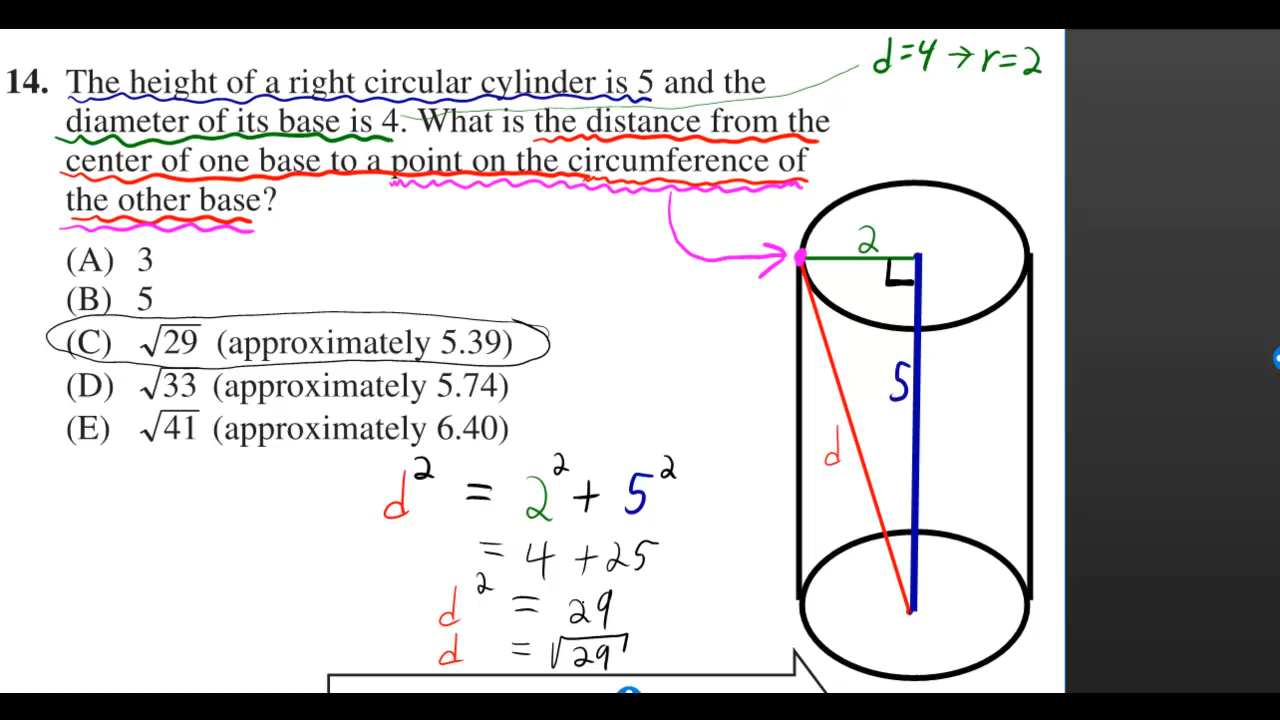 d=4 → r=2
14. The height of a right circular cylinder is 5 and the
diameter of its base is 4. What is the distance from the
center of one base to a point on the circumference of
the other base?
(A) 3
(B) 5
(C) √29 (approximately 5.39)
(D) √33 (approximately 5.74)
(E) √41 (approximately 6.40)
2
5
d
d² = 2² + 5²
= 4 + 25
d² = 29
d = √29